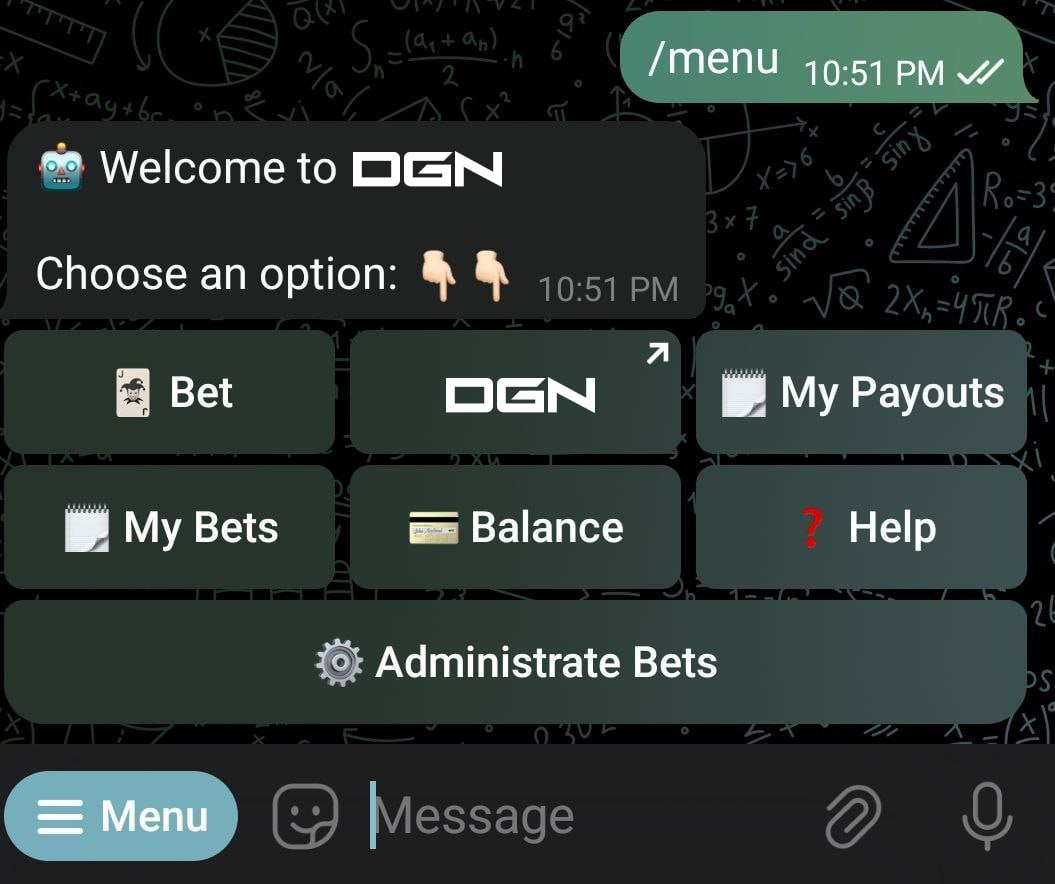 /menu 10:51 PM
🤖 Welcome to DGN
Choose an option: 👇🏻👇🏻 10:51 PM
🃏 Bet
DGN
🗒 My Payouts
🗒 My Bets
💳 Balance
❓ Help
⚙️ Administrate Bets
Menu
Message